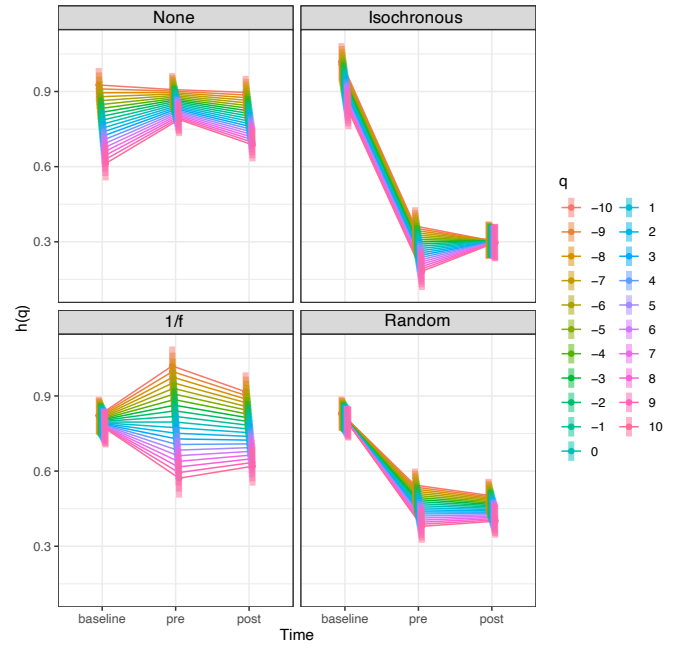 None
Isochronous
0.9
0.6
0.3
h(q)
1/f
Random
0.9
0.6
0.3
baseline
pre
post
baseline
pre
post
Time
q
-10
-9
-8
-7
-6
-5
-4
-3
-2
-1
0
1
2
3
4
5
6
7
8
9
10